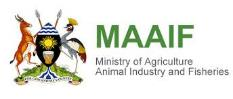 MAAIF
Ministry of Agriculture
Animal Industry and Fisheries